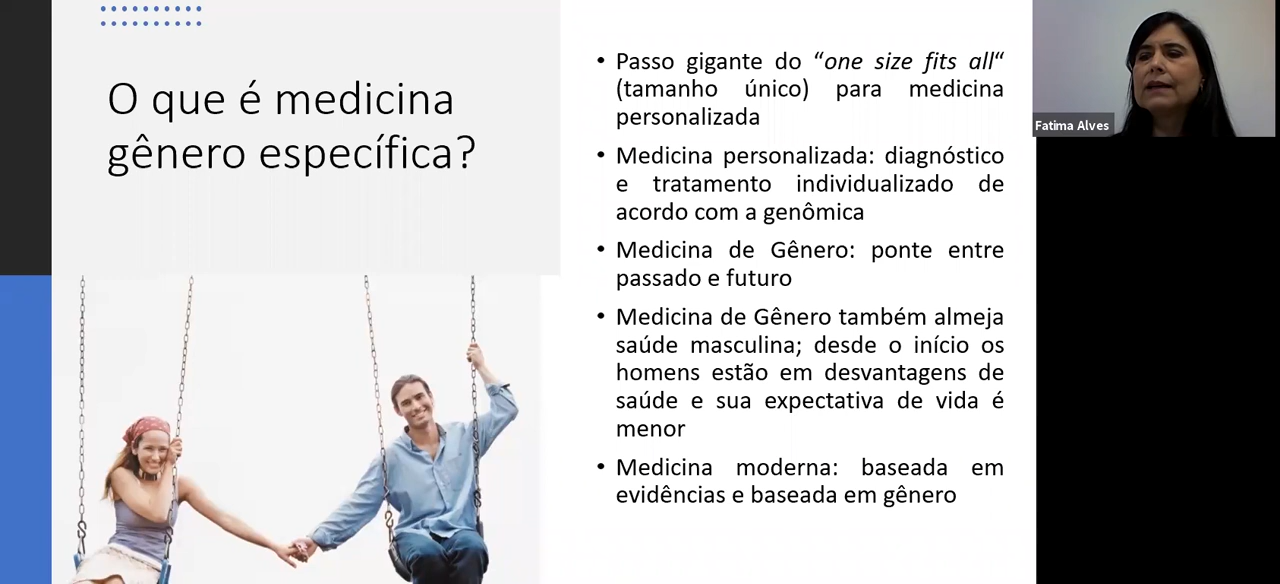 O que é medicina
gênero específica?
• Passo gigante do “one size fits all“
(tamanho único) para medicina
personalizada
• Medicina personalizada: diagnóstico
e tratamento individualizado de
acordo com a genômica
• Medicina de Gênero: ponte entre
passado e futuro
• Medicina de Gênero também almeja
saúde masculina; desde o início os
homens estão em desvantagens de
saúde e sua expectativa de vida é
menor
• Medicina moderna: baseada em
evidências e baseada em gênero
Fatima Alves